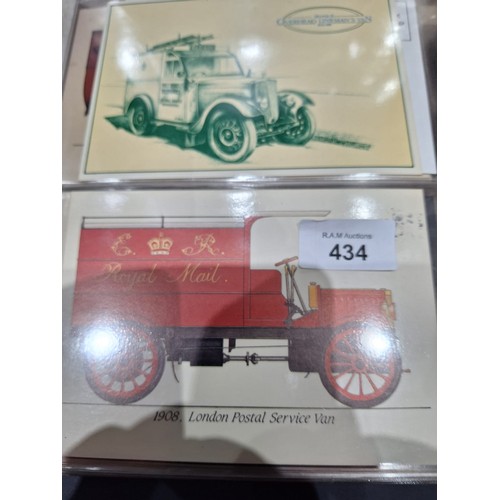 R.A.M Auctions
434
E. R.
Royal Mail.
1908, London Postal Service Van